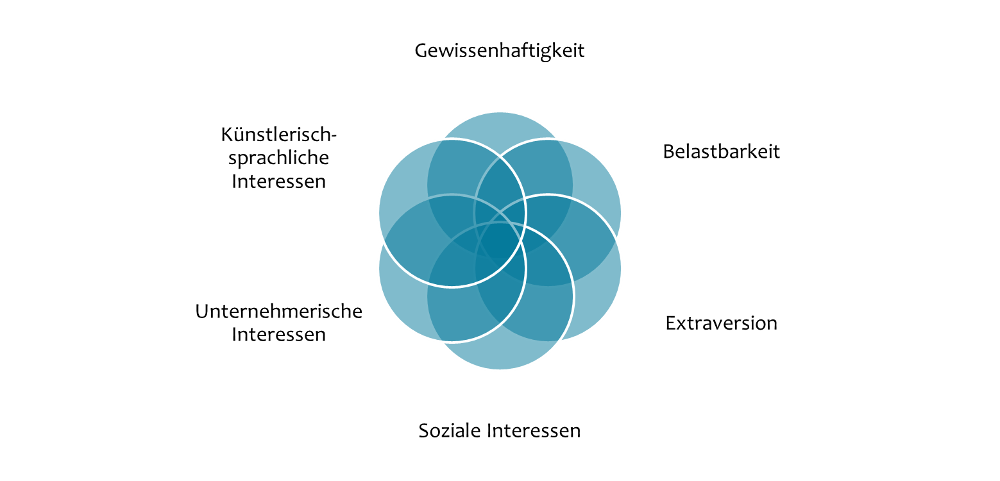 Gewissenhaftigkeit
Künstlerisch-
sprachliche
Interessen
Belastbarkeit
Unternehmerische
Interessen
Extraversion
Soziale Interessen